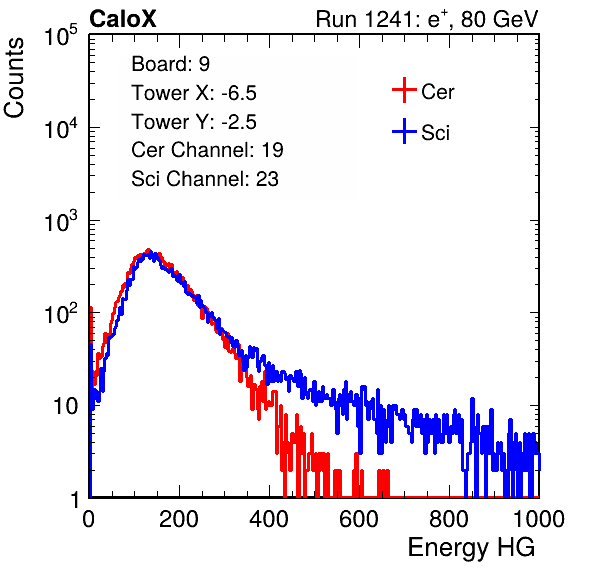 CaloX Run 1241: e⁺, 80 GeV
Counts
Board: 9
Tower X: -6.5
Tower Y: -2.5
Cer Channel: 19
Sci Channel: 23
Cer
Sci
10⁵
10⁴
10³
10²
10
1
0 200 400 600 800 1000
Energy HG